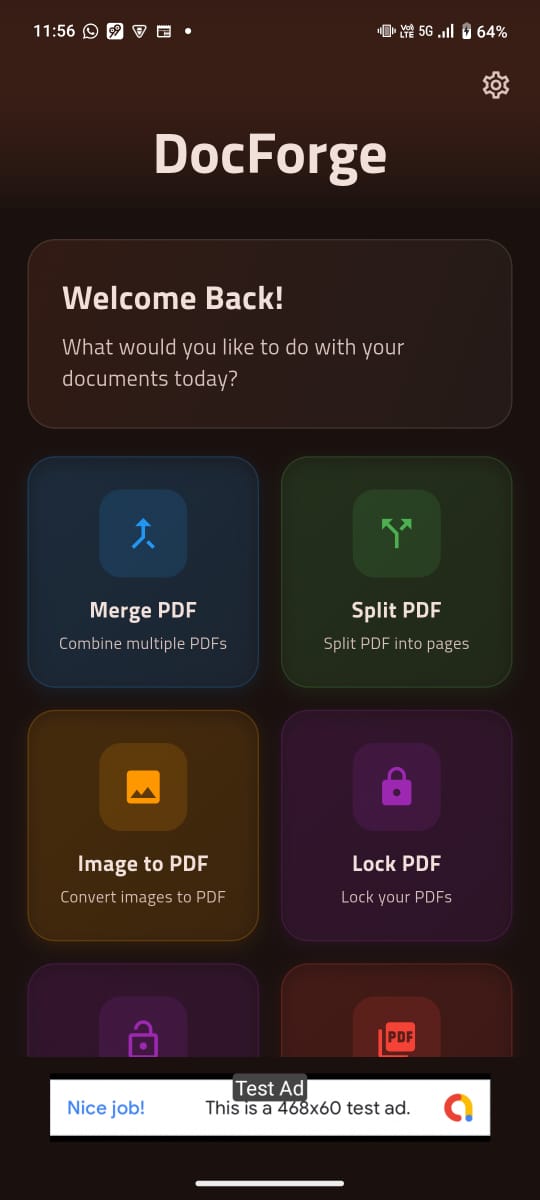 11:56
VoI LTE 5G 64%
DocForge
Welcome Back!
What would you like to do with your
documents today?
Merge PDF
Combine multiple PDFs
Split PDF
Split PDF into pages
Image to PDF
Convert images to PDF
Lock PDF
Lock your PDFs
PDF
Test Ad
Nice job!
This is a 468x60 test ad.